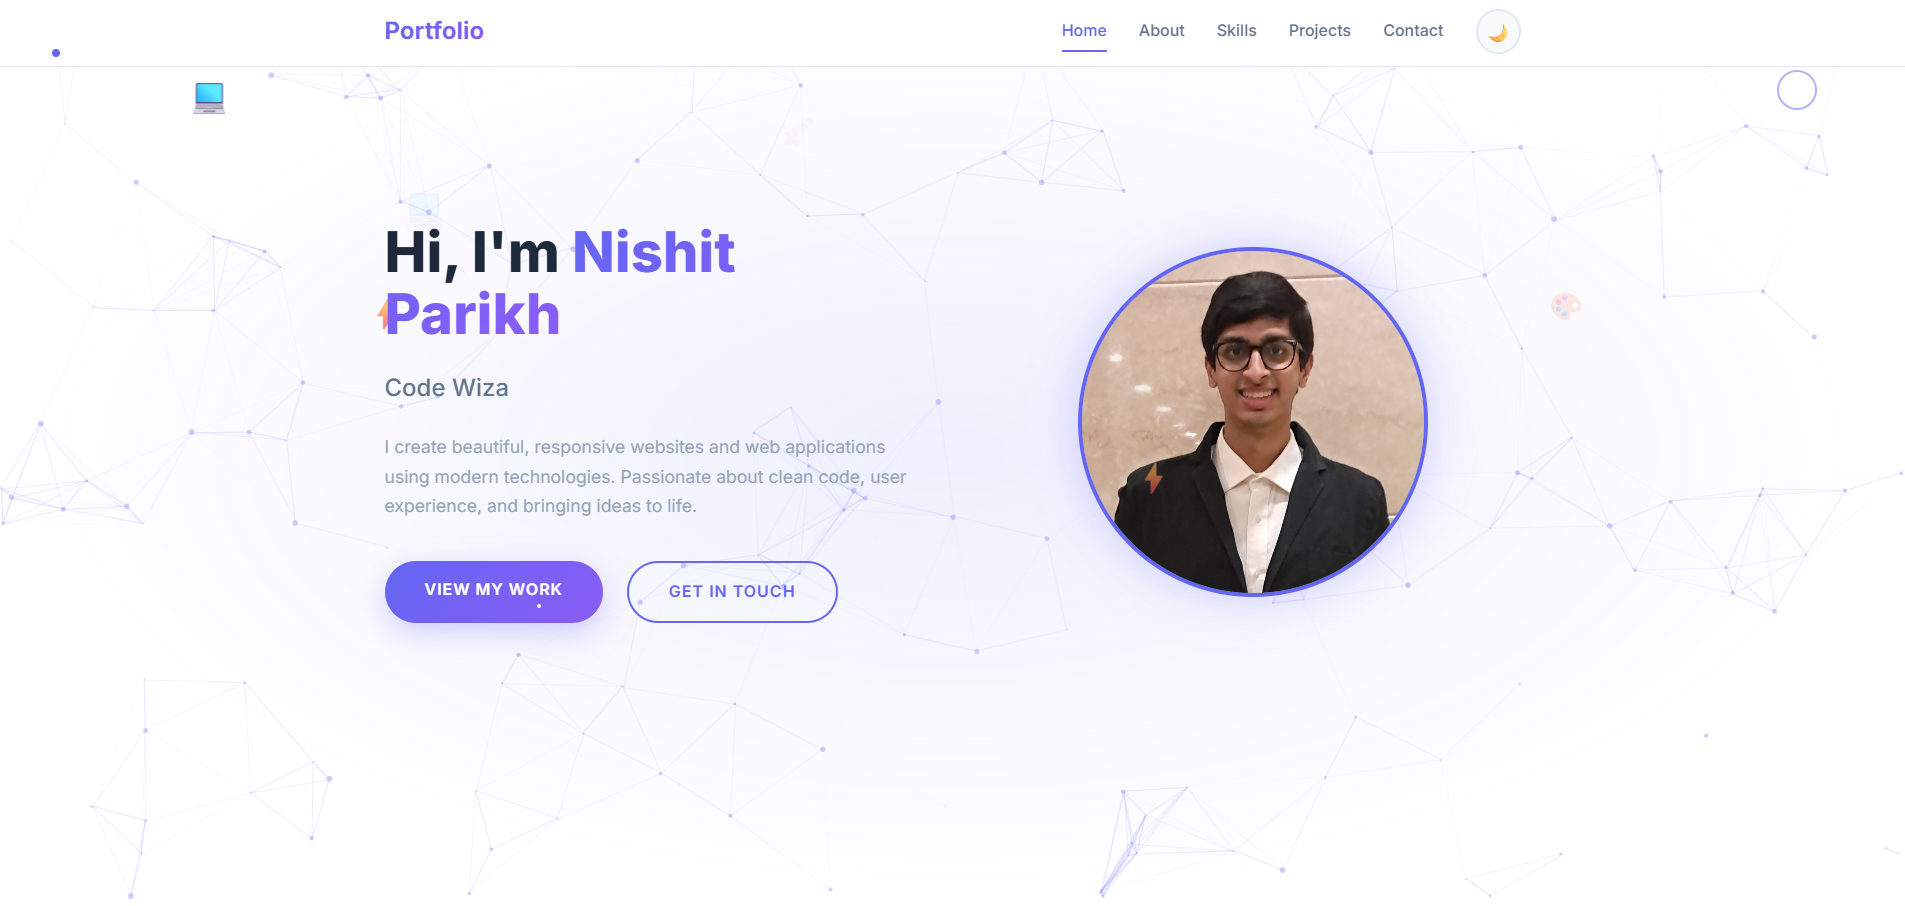 Portfolio
Home About Skills Projects Contact
Hi, I'm Nishit
Parikh
Code Wiza
I create beautiful, responsive websites and web applications
using modern technologies. Passionate about clean code, user
experience, and bringing ideas to life.
VIEW MY WORK GET IN TOUCH